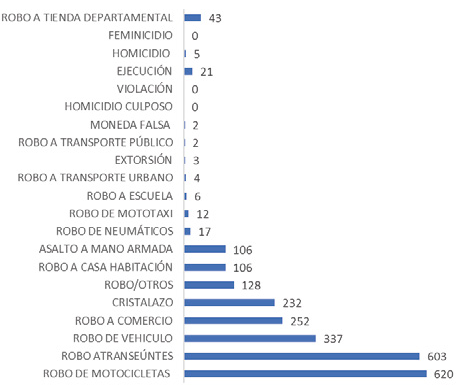 ROBO A TIENDA DEPARTAMENTAL 43
FEMINICIDIO 0
HOMICIDIO 5
EJECUCIÓN 21
VIOLACIÓN 0
HOMICIDIO CULPOSO 0
MONEDA FALSA 2
ROBO A TRANSPORTE PÚBLICO 2
EXTORSIÓN 3
ROBO A TRANSPORTE URBANO 4
ROBO A ESCUELA 6
ROBO DE MOTOTAXI 12
ROBO DE NEUMÁTICOS 17
ASALTO A MANO ARMADA 106
ROBO A CASA HABITACIÓN 106
ROBO/OTROS 128
CRISTALAZO 232
ROBO A COMERCIO 252
ROBO DE VEHICULO 337
ROBO ATRANSEÚNTES 603
ROBO DE MOTOCICLETAS 620